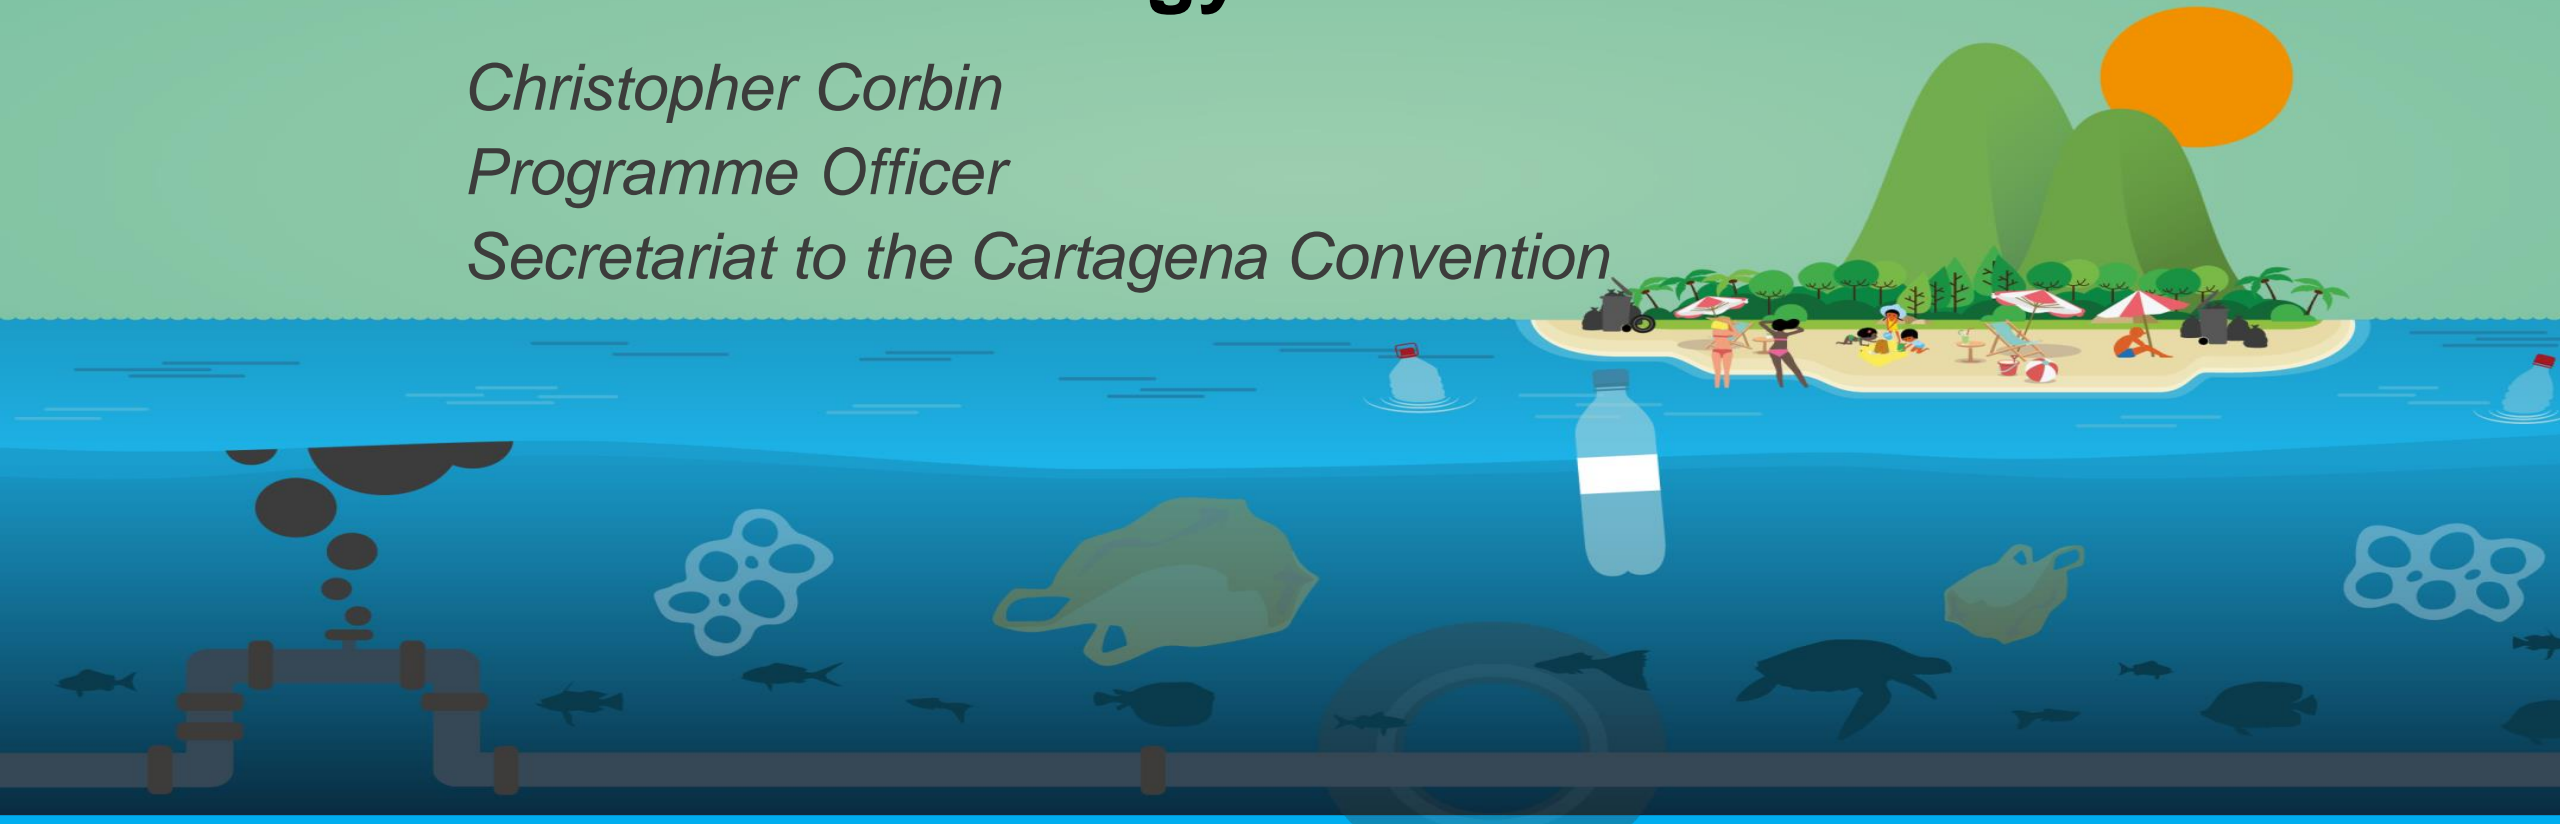 Christopher Corbin
Programme Officer
Secretariat to the Cartagena Convention